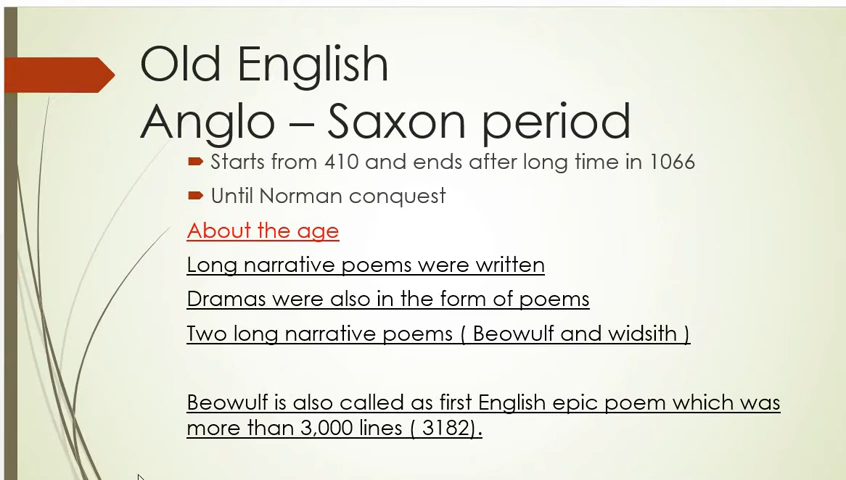 Old English
Anglo – Saxon period
Starts from 410 and ends after long time in 1066
Until Norman conquest
About the age
Long narrative poems were written
Dramas were also in the form of poems
Two long narrative poems ( Beowulf and widsith )
Beowulf is also called as first English epic poem which was
more than 3,000 lines ( 3182).